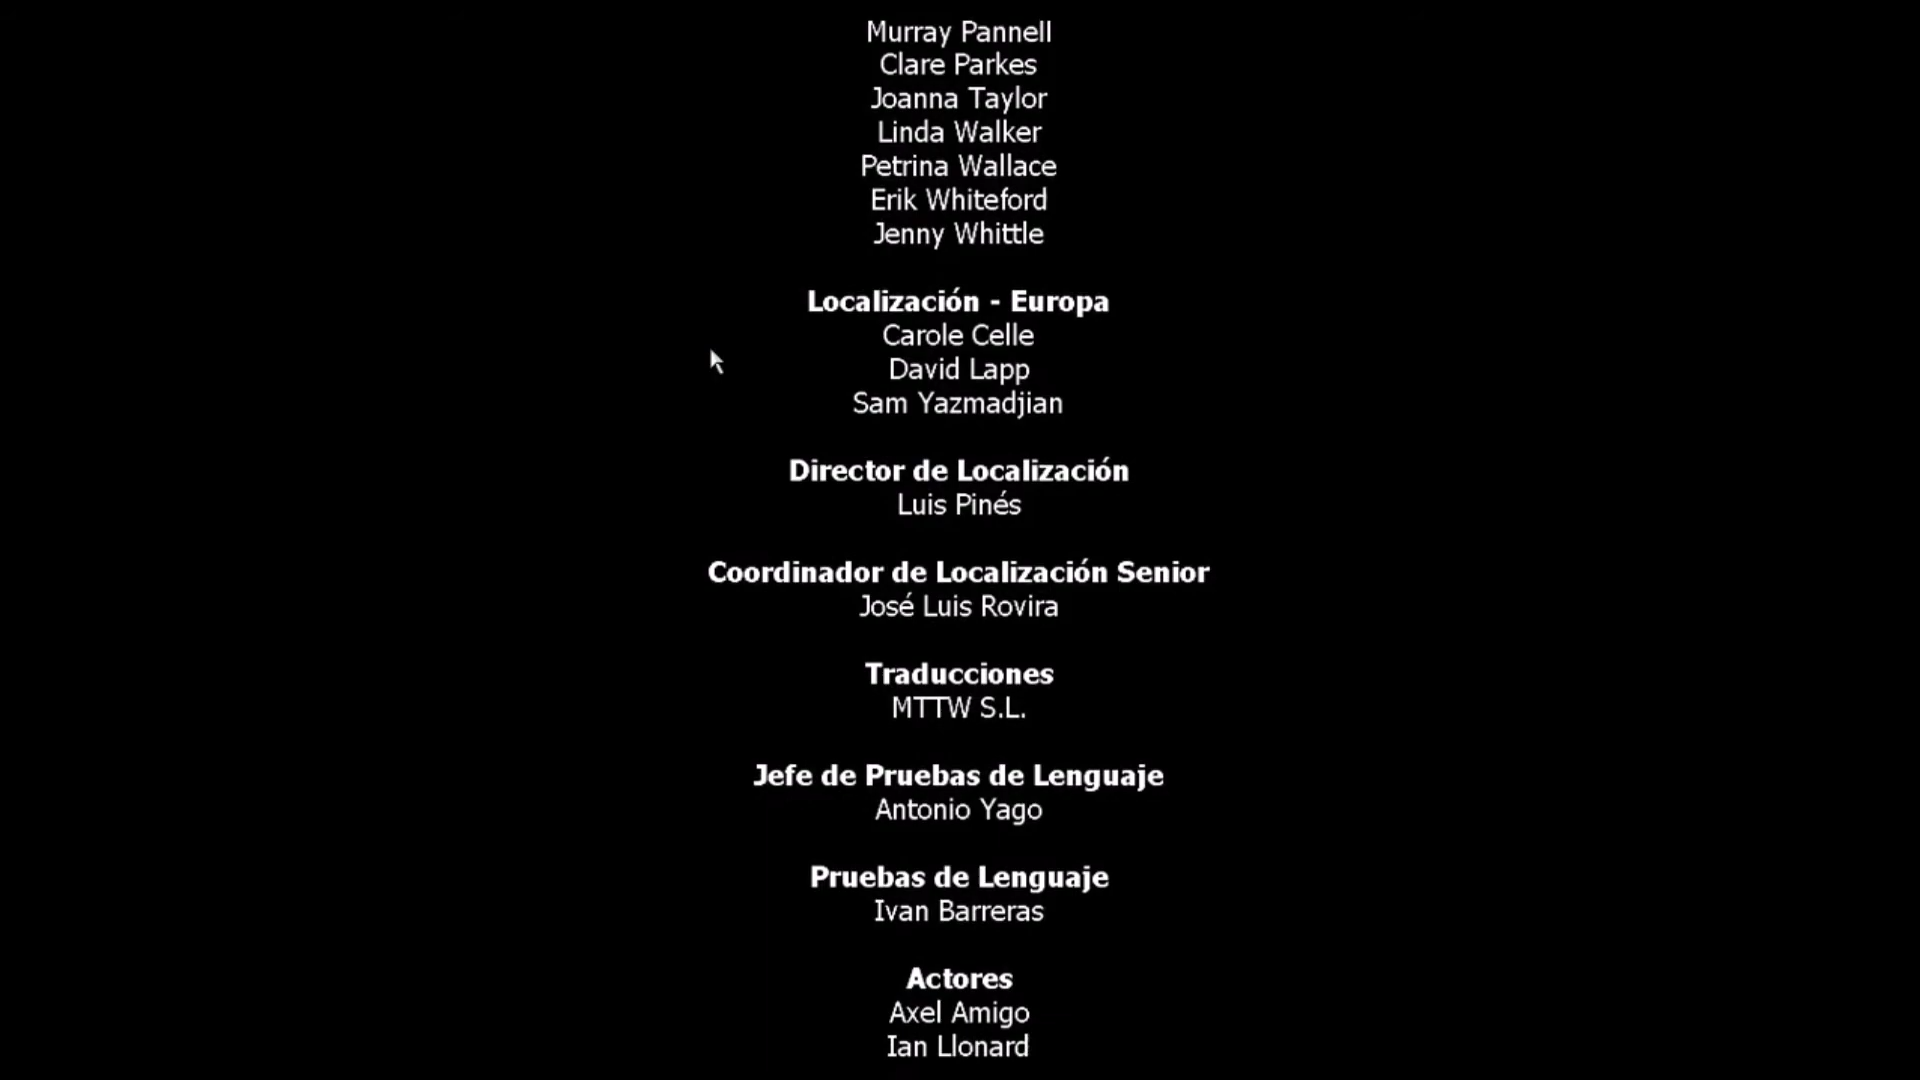 Murray Pannell
Clare Parkes
Joanna Taylor
Linda Walker
Petrina Wallace
Erik Whiteford
Jenny Whittle
Localización - Europa
Carole Celle
David Lapp
Sam Yazmadjian
Director de Localización
Luis Pinés
Coordinador de Localización Senior
José Luis Rovira
Traducciones
MTTW S.L.
Jefe de Pruebas de Lenguaje
Antonio Yago
Pruebas de Lenguaje
Ivan Barreras
Actores
Axel Amigo
Ian Llonard